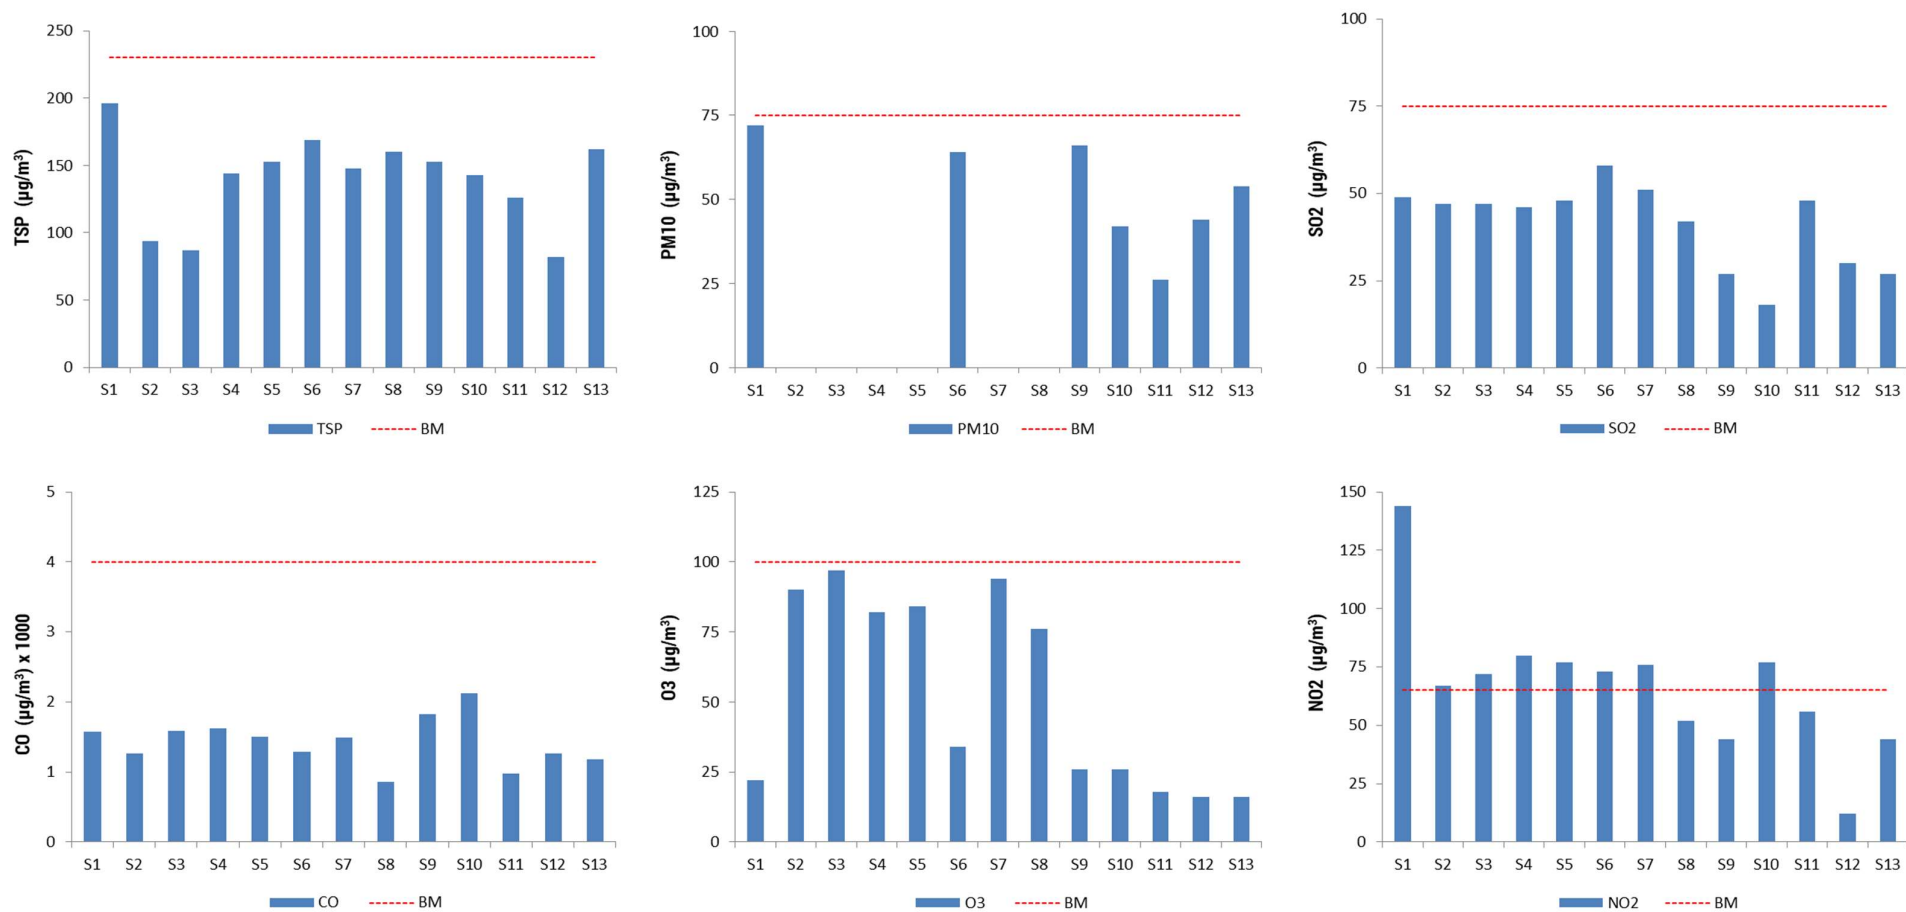 TSP (µg/m³)
250
200
150
100
50
0
S1 S2 S3 S4 S5 S6 S7 S8 S9 S10 S11 S12 S13
TSP BM
PM10 (µg/m³)
100
75
50
25
0
S1 S2 S3 S4 S5 S6 S7 S8 S9 S10 S11 S12 S13
PM10 BM
SO2 (µg/m³)
100
75
50
25
0
S1 S2 S3 S4 S5 S6 S7 S8 S9 S10 S11 S12 S13
SO2 BM
CO (µg/m³) x 1000
5
4
3
2
1
0
S1 S2 S3 S4 S5 S6 S7 S8 S9 S10 S11 S12 S13
CO BM
O3 (µg/m³)
125
100
75
50
25
0
S1 S2 S3 S4 S5 S6 S7 S8 S9 S10 S11 S12 S13
O3 BM
NO2 (µg/m³)
150
125
100
75
50
25
0
S1 S2 S3 S4 S5 S6 S7 S8 S9 S10 S11 S12 S13
NO2 BM